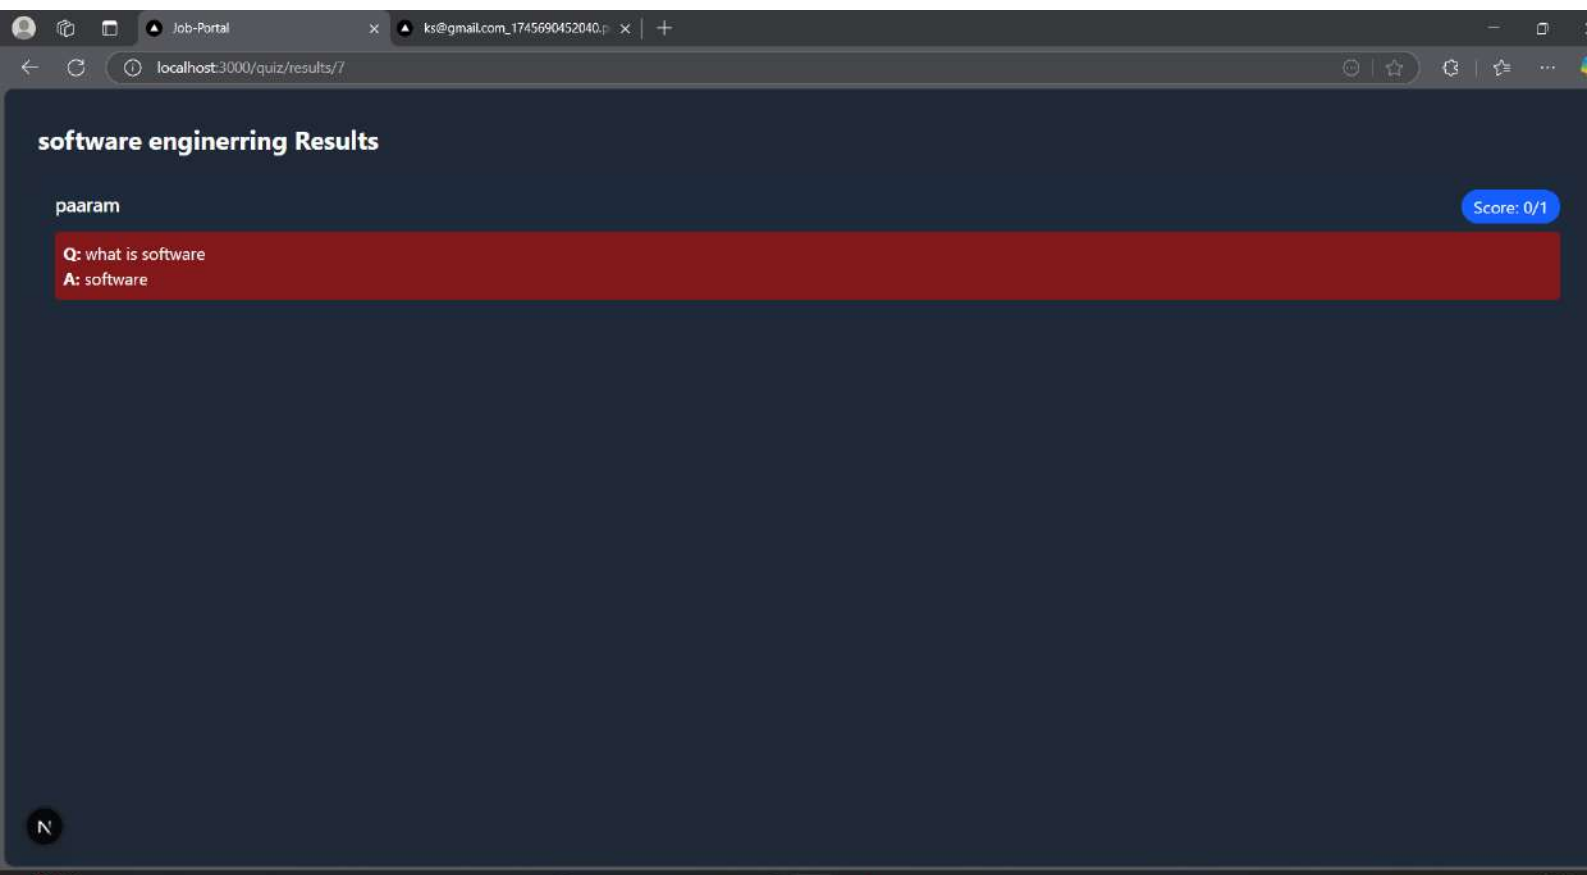 Job-Portal
ks@gmail.com_1745690452040.p
localhost:3000/quiz/results/7
software enginerring Results
paaram
Score: 0/1
Q: what is software
A: software
N